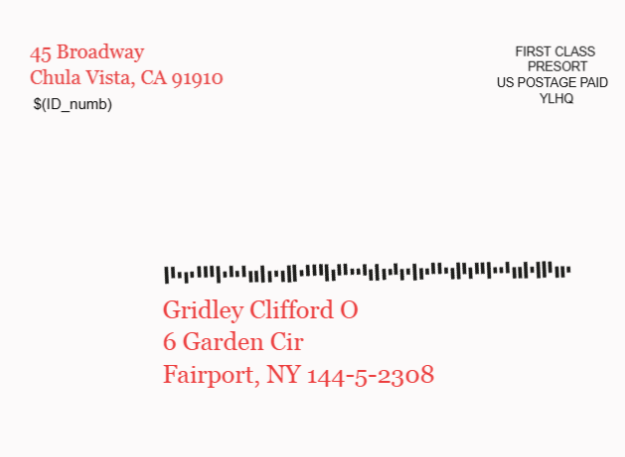 45 Broadway
Chula Vista, CA 91910
$(ID_numb)
FIRST CLASS
PRESORT
US POSTAGE PAID
YLHQ
Gridley Clifford O
6 Garden Cir
Fairport, NY 144-5-2308